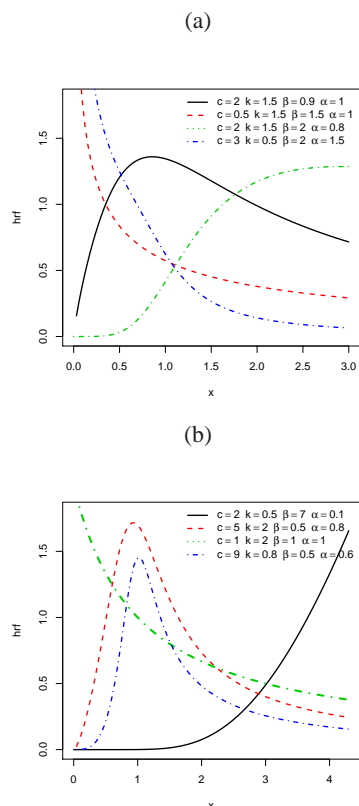 (a)
c = 2 k = 1.5 β = 0.9 α = 1
c = 0.5 k = 1.5 β = 1.5 α = 1
c = 2 k = 1.5 β = 2 α = 0.8
c = 3 k = 0.5 β = 2 α = 1.5
hrf
1.5
1.0
0.5
0.0
0.0 0.5 1.0 1.5 2.0 2.5 3.0
x
(b)
c = 2 k = 0.5 β = 7 α = 0.1
c = 5 k = 2 β = 0.5 α = 0.8
c = 1 k = 2 β = 1 α = 1
c = 9 k = 0.8 β = 0.5 α = 0.6
hrf
1.5
1.0
0.5
0.0
0 1 2 3 4
x